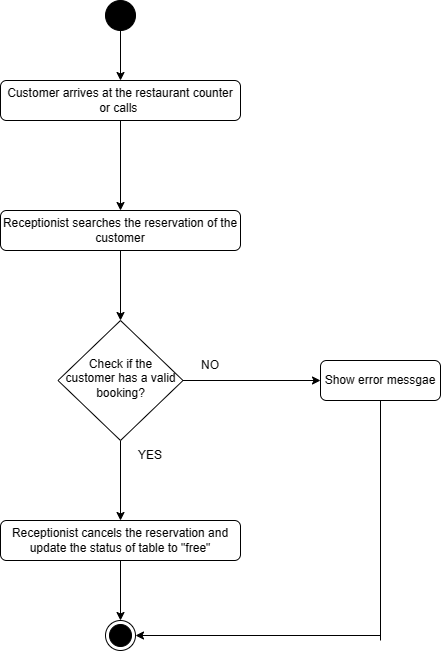 Customer arrives at the restaurant counter
or calls
Receptionist searches the reservation of the
customer
Check if the
customer has a valid
booking?
NO
Show error messgae
YES
Receptionist cancels the reservation and
update the status of table to "free"